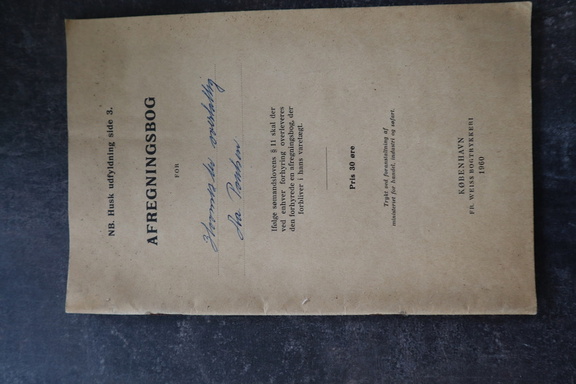 NB. Husk udfyldning side 3.
AFREGNINGSBOG
FOR
Ifølge sømandslovens § 11 skal der
ved enhver forhyring overleveres
den forhyrede en afregningsbog, der
forbliver i hans varetægt.
Pris 30 øre
Trykt ved foranstaltning af
ministeriet for handel, industri og søfart.
KØBENHAVN
FR. WEISS BOGTRYKKERI
1960